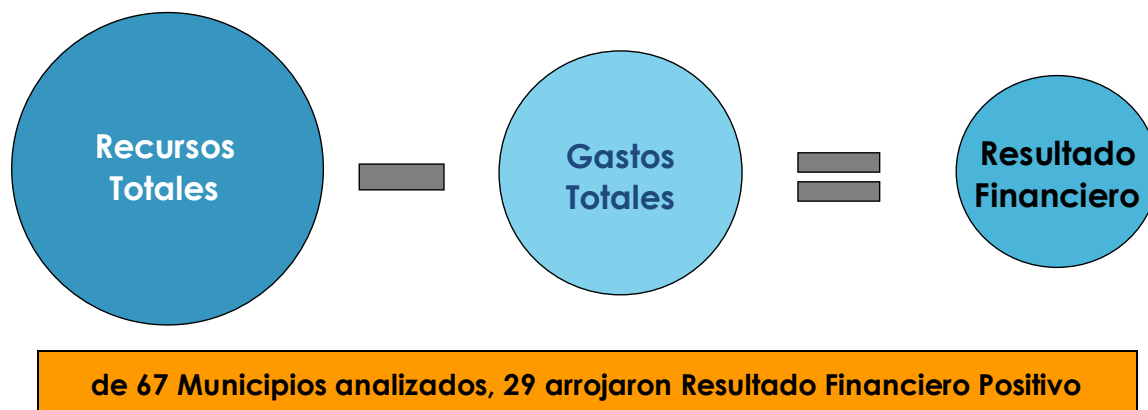 Recursos
Totales
Gastos
Totales
Resultado
Financiero
de 67 Municipios analizados, 29 arrojaron Resultado Financiero Positivo